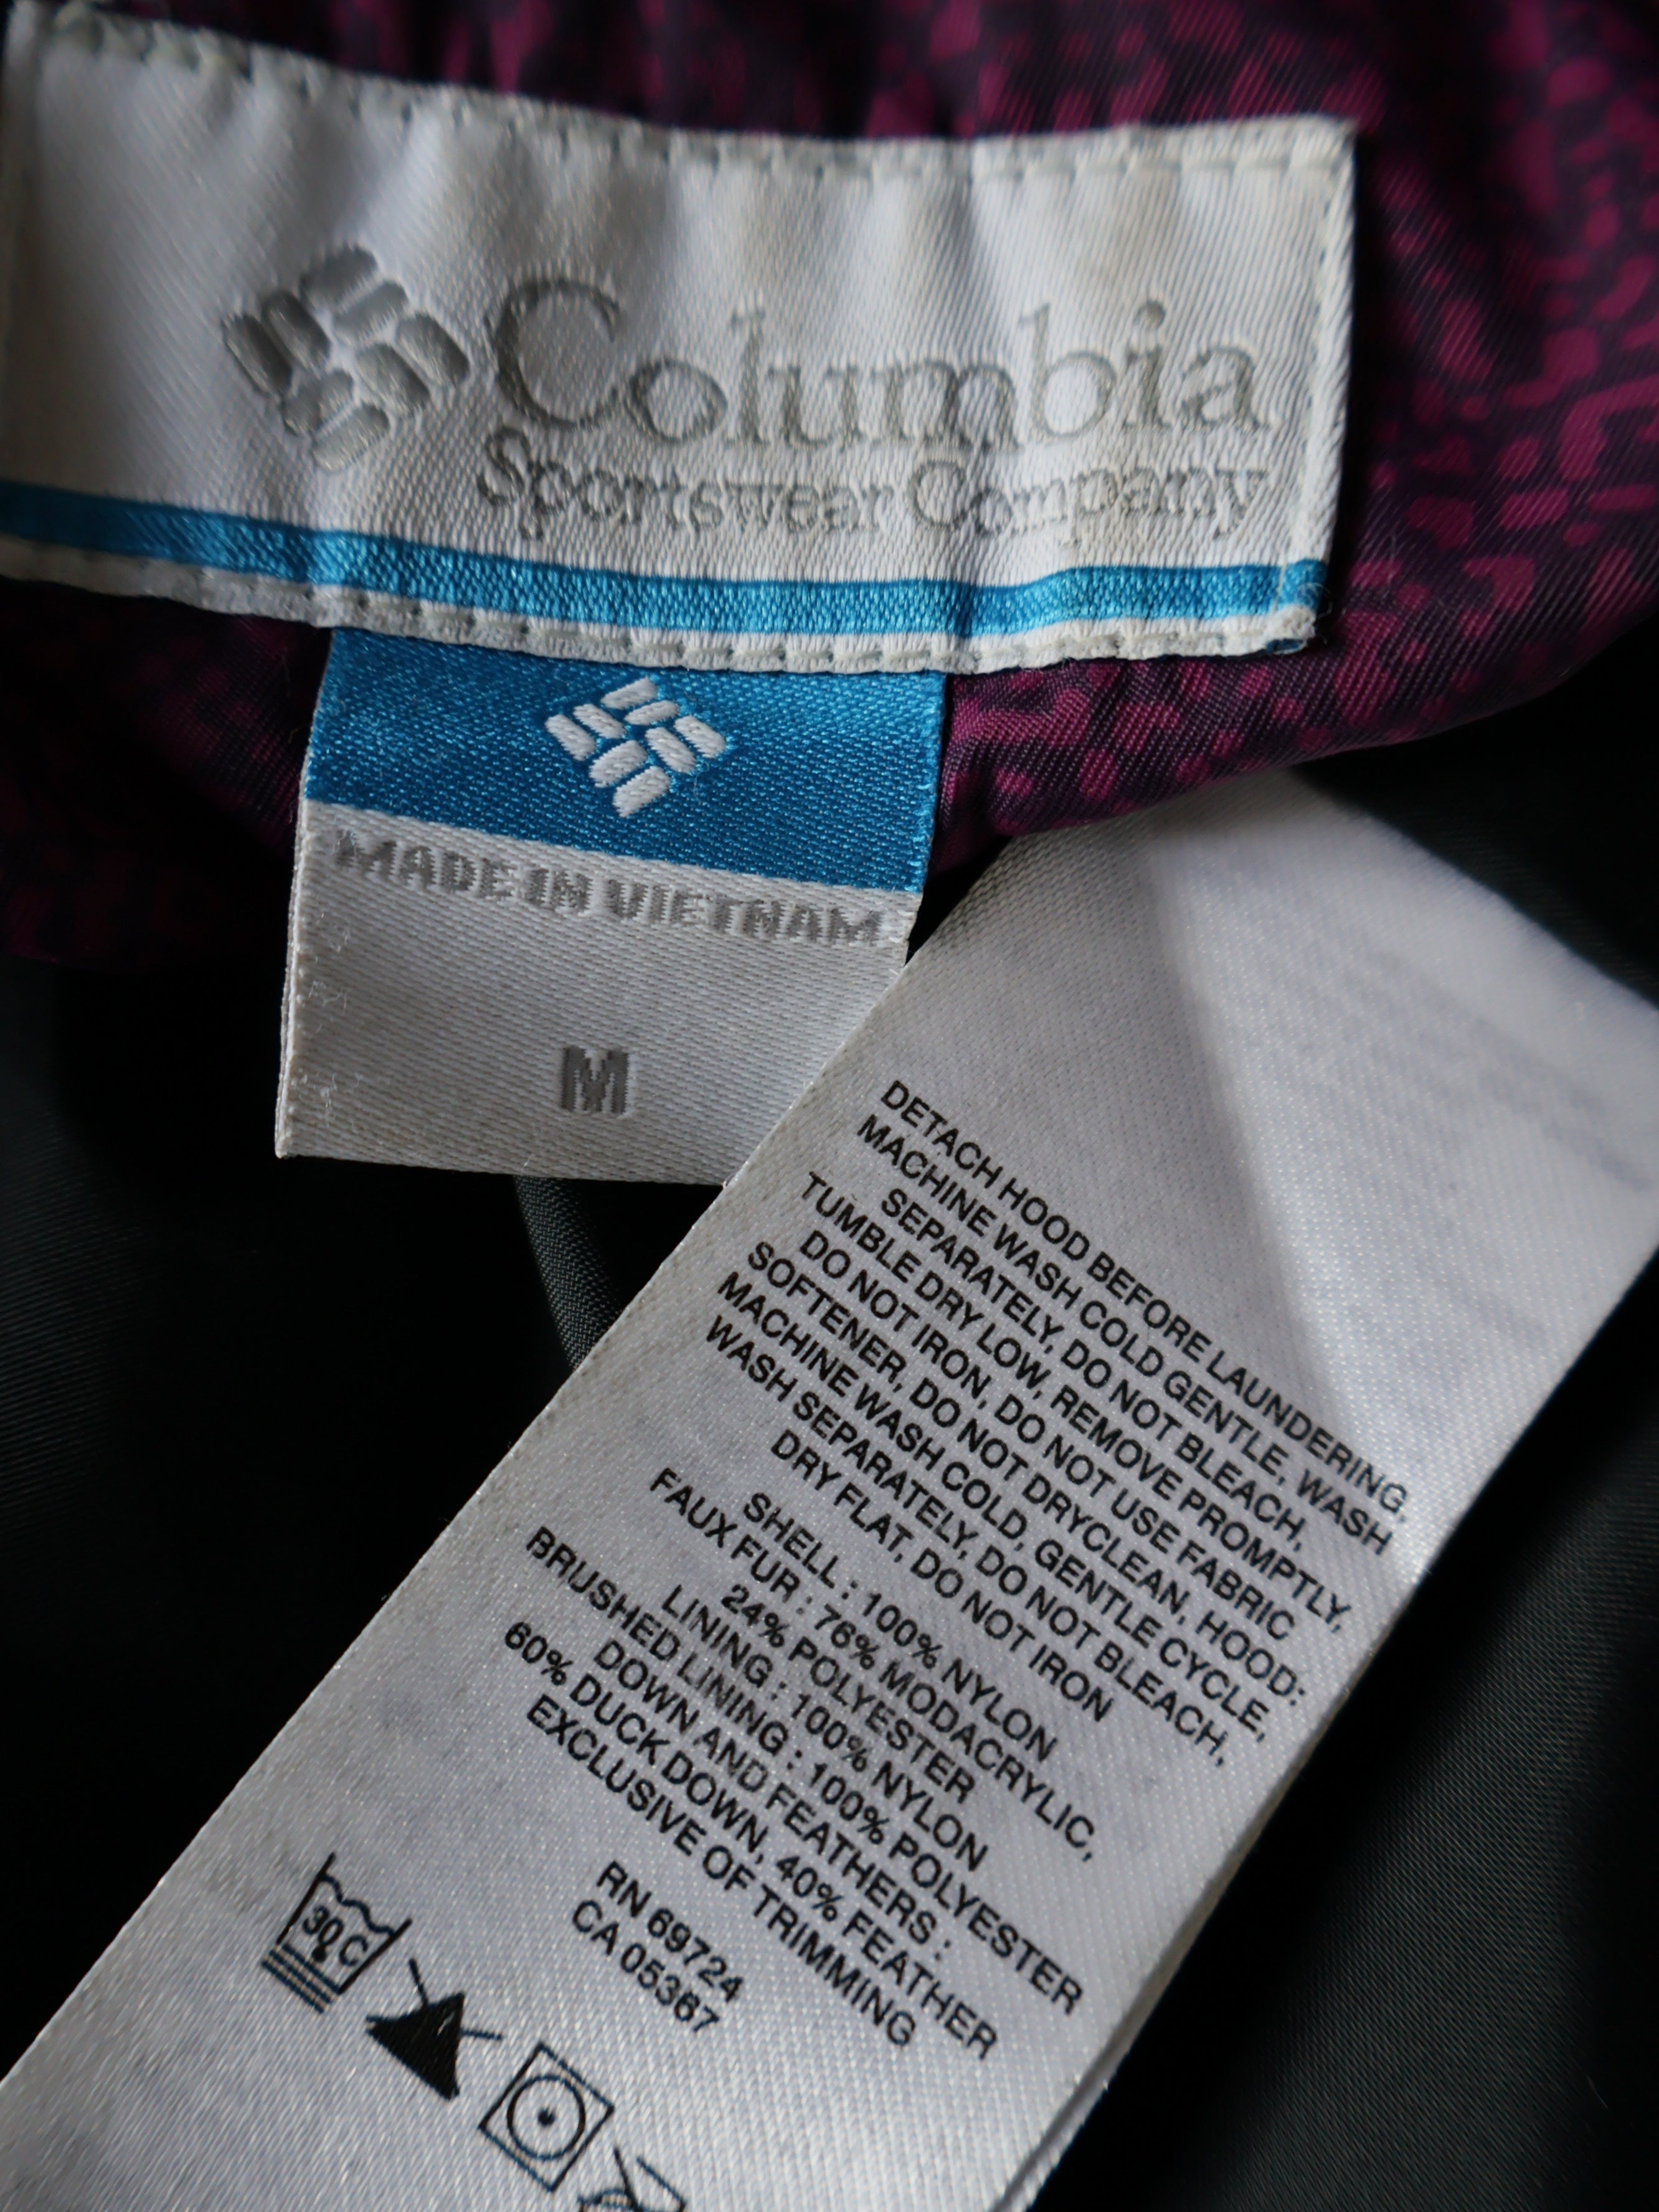 Columbia
Sportswear Company
MADE IN VIETNAM
M
DETACH HOOD BEFORE LAUNDERING,
MACHINE WASH COLD GENTLE, WASH
SEPARATELY, DO NOT BLEACH,
TUMBLE DRY LOW, REMOVE PROMPTLY,
DO NOT IRON, DO NOT USE FABRIC
SOFTENER, DO NOT DRYCLEAN, HOOD:
MACHINE WASH COLD, GENTLE CYCLE,
WASH SEPARATELY, DO NOT BLEACH,
DRY FLAT, DO NOT IRON
SHELL : 100% NYLON
FAUX FUR : 76% MODACRYLIC,
24% POLYESTER
LINING : 100% NYLON
BRUSHED LINING : 100% POLYESTER
DOWN AND FEATHERS :
60% DUCK DOWN, 40% FEATHER
EXCLUSIVE OF TRIMMING
RN 69724
CA 05367
30°C